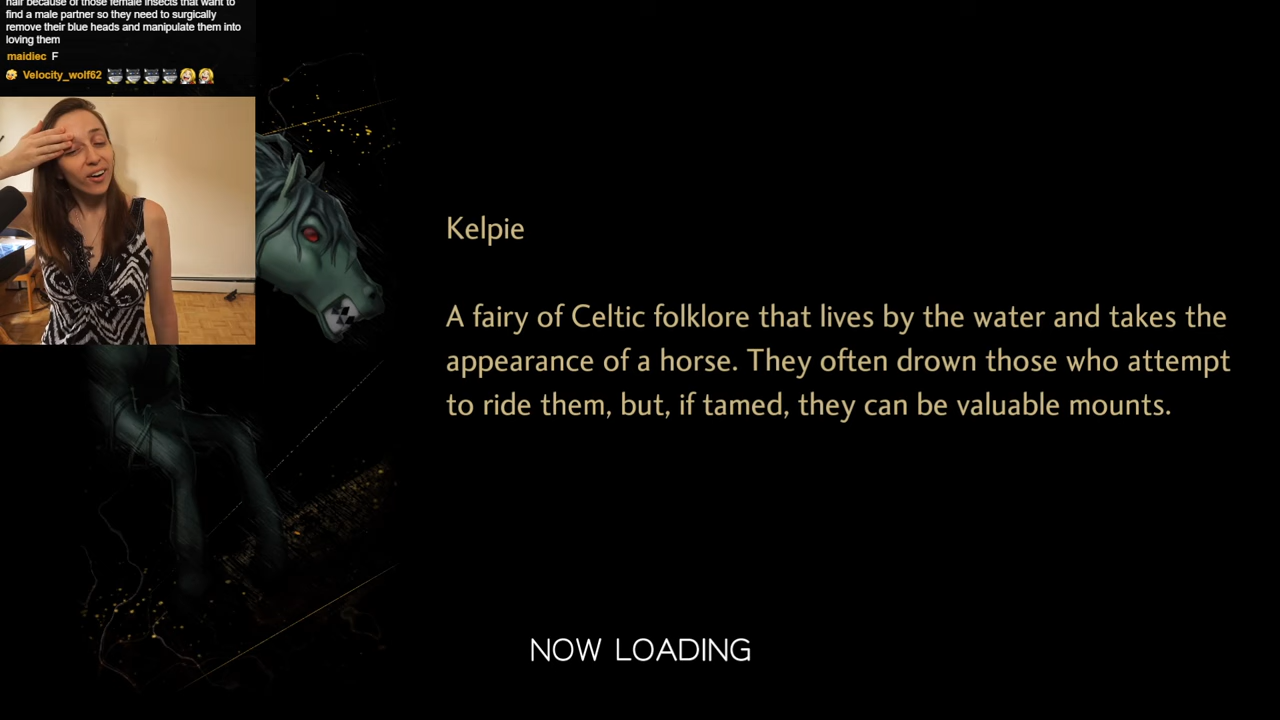 hair because of those female insects that want to
find a male partner so they need to surgically
remove their blue heads and manipulate them into
loving them
maidiec F
Velocity_wolf62
Kelpie
A fairy of Celtic folklore that lives by the water and takes the
appearance of a horse. They often drown those who attempt
to ride them, but, if tamed, they can be valuable mounts.
NOW LOADING